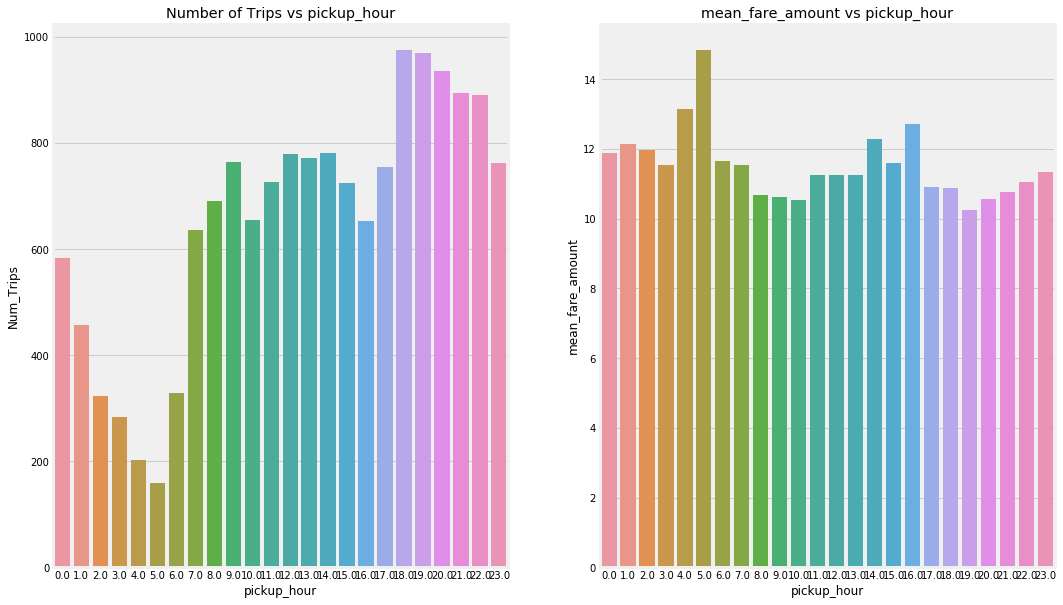 Number of Trips vs pickup_hour
1000
800
600
400
200
0
Num_Trips
0.0 1.0 2.0 3.0 4.0 5.0 6.0 7.0 8.0 9.0 10.0 11.0 12.0 13.0 14.0 15.0 16.0 17.0 18.0 19.0 20.0 21.0 22.0 23.0
pickup_hour
mean_fare_amount vs pickup_hour
14
12
10
8
6
4
2
0
mean_fare_amount
0.0 1.0 2.0 3.0 4.0 5.0 6.0 7.0 8.0 9.0 10.0 11.0 12.0 13.0 14.0 15.0 16.0 17.0 18.0 19.0 20.0 21.0 22.0 23.0
pickup_hour